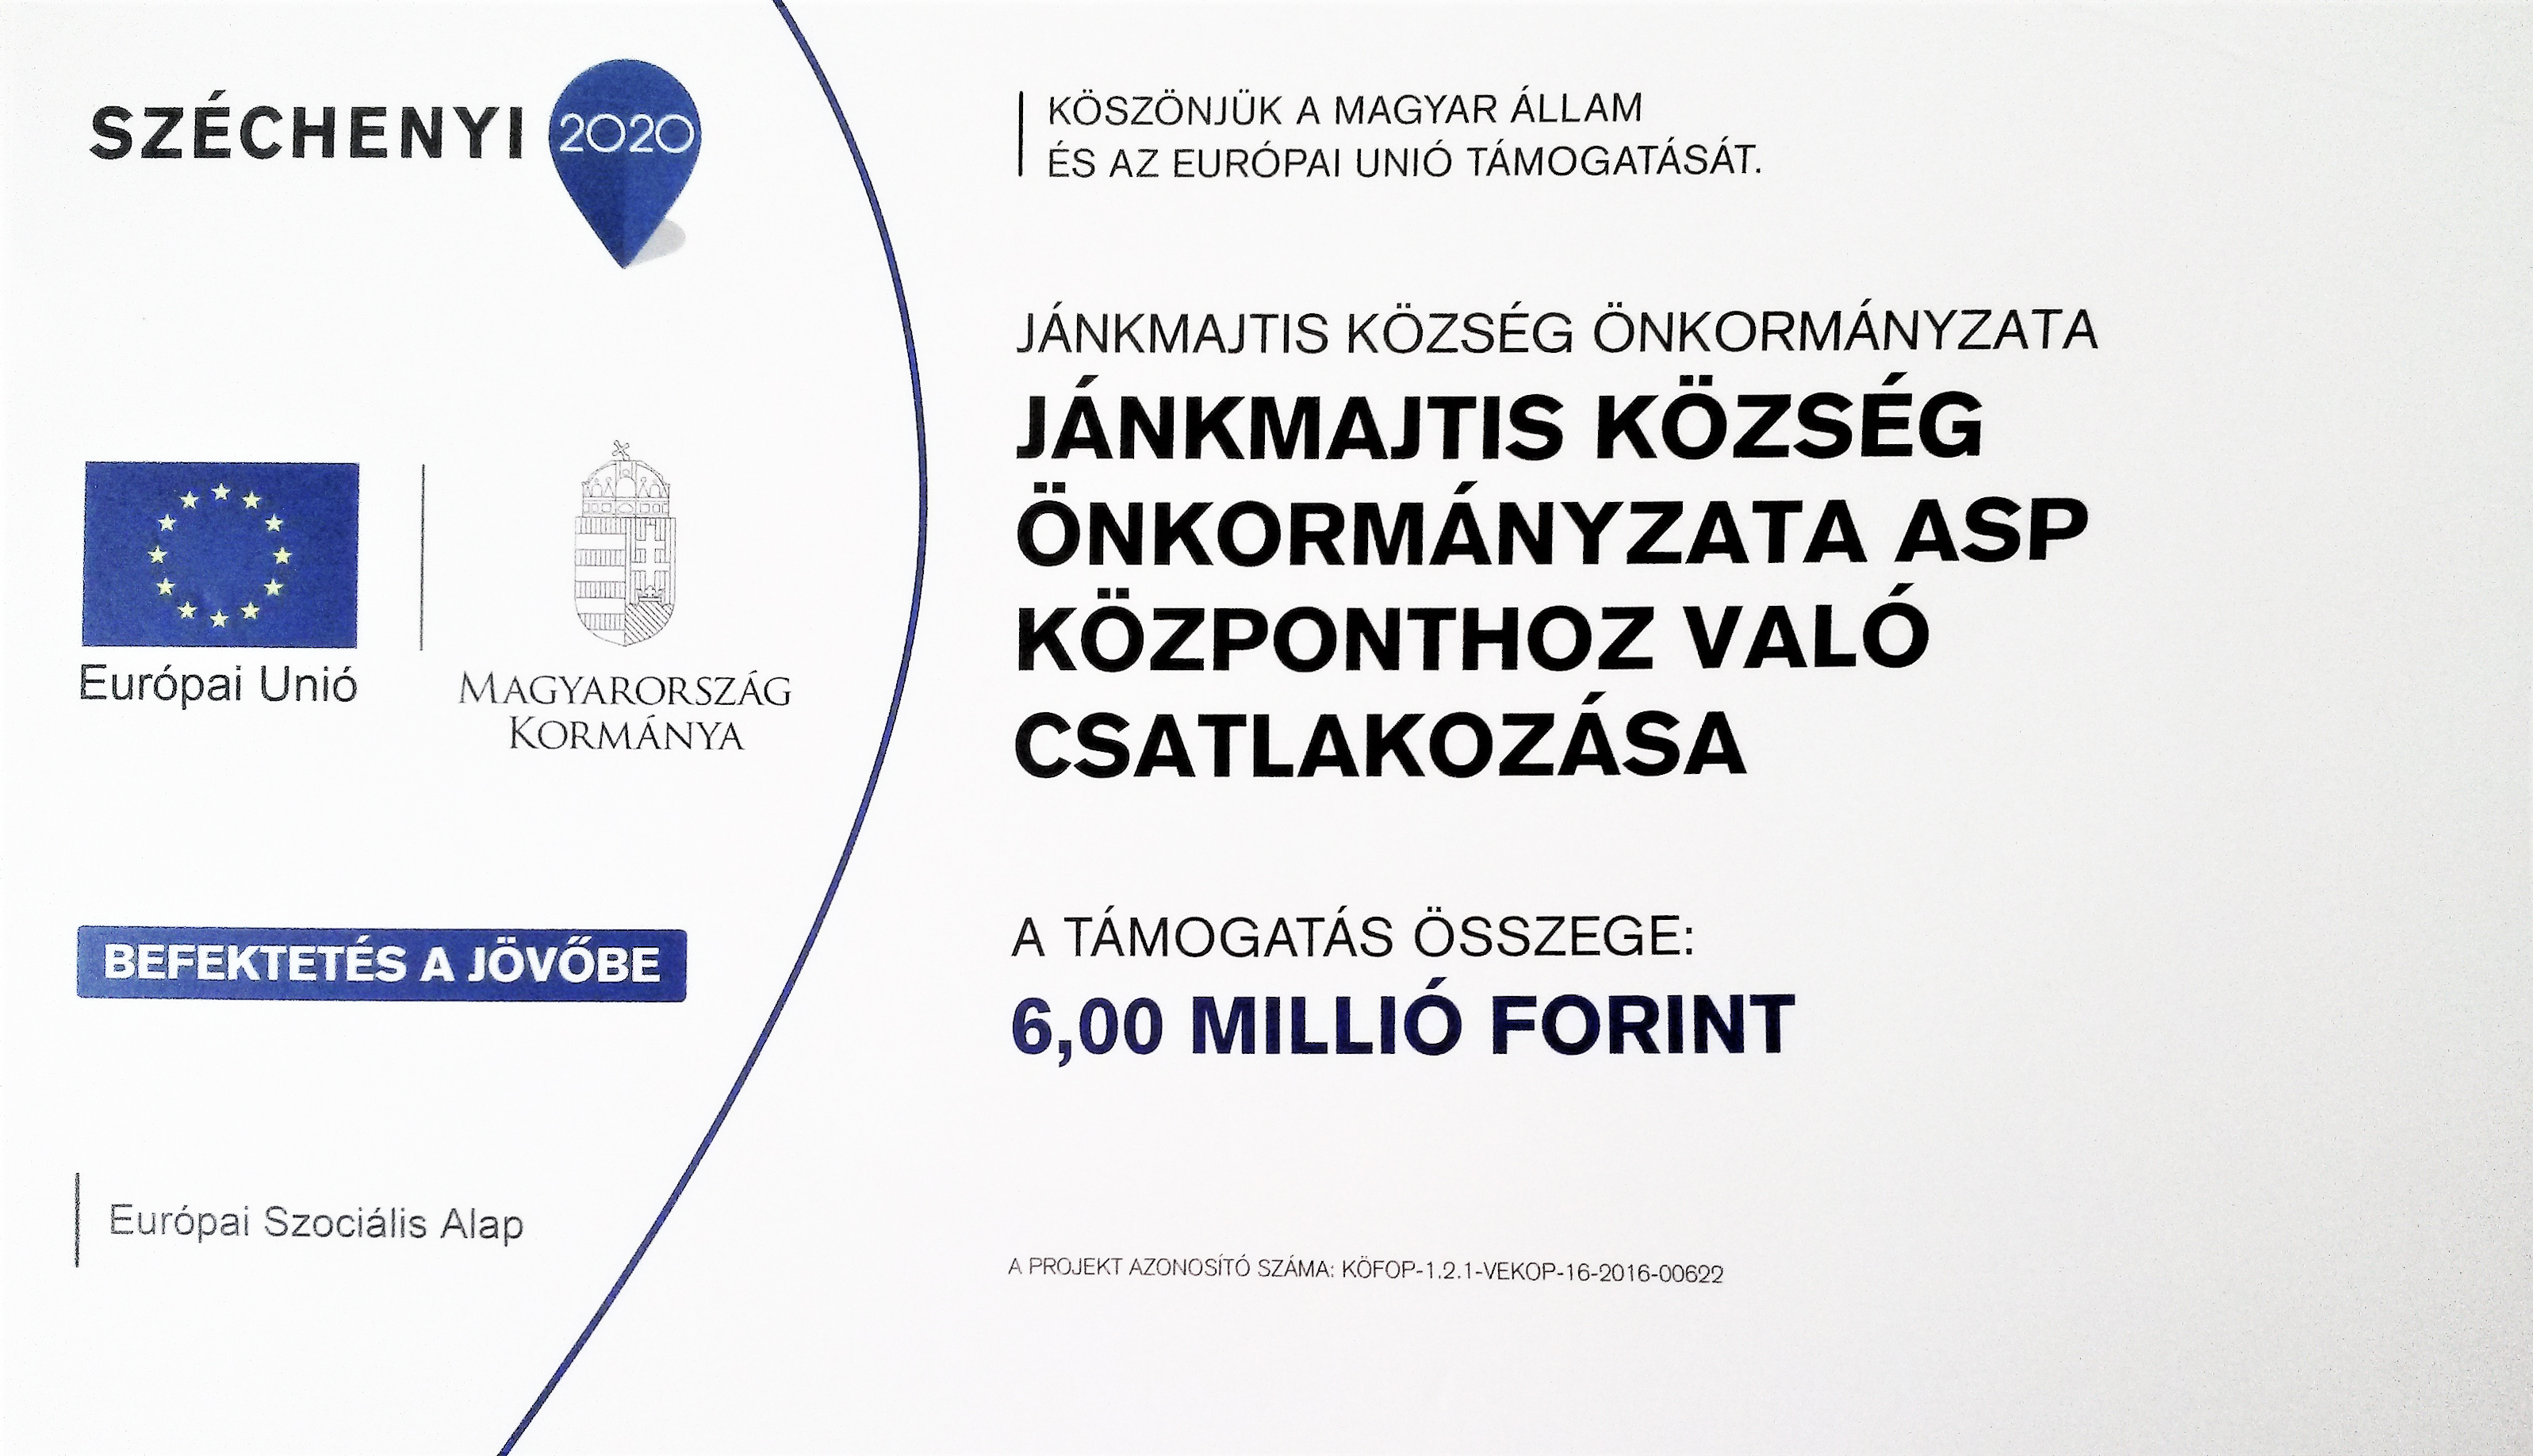 SZÉCHENYI 2020
Európai Unió
MAGYARORSZÁG
KORMÁNYA
BEFEKTETÉS A JÖVŐBE
Európai Szociális Alap
KÖSZÖNJÜK A MAGYAR ÁLLAM
ÉS AZ EURÓPAI UNIÓ TÁMOGATÁSÁT.
JÁNKMAJTIS KÖZSÉG ÖNKORMÁNYZATA
JÁNKMAJTIS KÖZSÉG
ÖNKORMÁNYZATA ASP
KÖZPONTHOZ VALÓ
CSATLAKOZÁSA
A TÁMOGATÁS ÖSSZEGE:
6,00 MILLIÓ FORINT
A PROJEKT AZONOSÍTÓ SZÁMA: KÖFOP-1.2.1-VEKOP-16-2016-00622